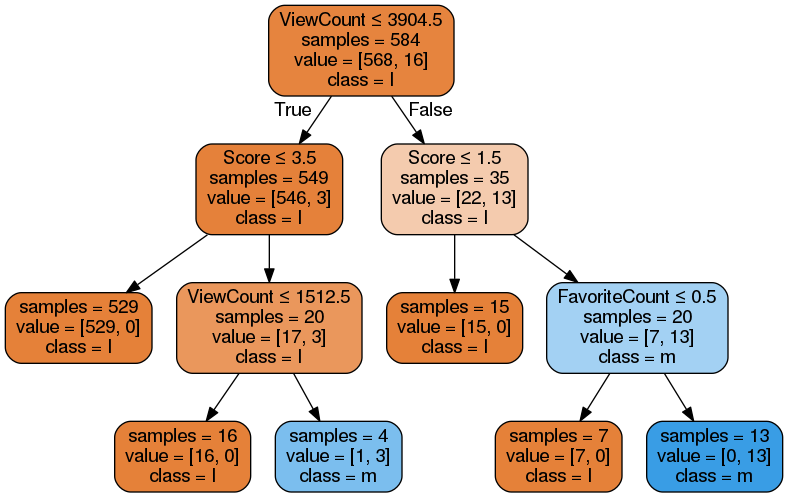 ViewCount ≤ 3904.5
samples = 584
value = [568, 16]
class = l
True
False
Score ≤ 3.5
samples = 549
value = [546, 3]
class = l
Score ≤ 1.5
samples = 35
value = [22, 13]
class = l
samples = 529
value = [529, 0]
class = l
ViewCount ≤ 1512.5
samples = 20
value = [17, 3]
class = l
samples = 15
value = [15, 0]
class = l
FavoriteCount ≤ 0.5
samples = 20
value = [7, 13]
class = m
samples = 16
value = [16, 0]
class = l
samples = 4
value = [1, 3]
class = m
samples = 7
value = [7, 0]
class = l
samples = 13
value = [0, 13]
class = m